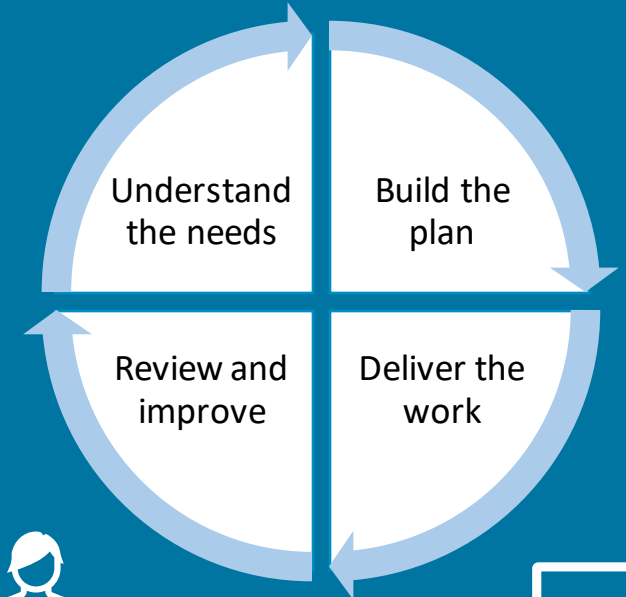 Understand
the needs
Build the
plan
Review and
improve
Deliver the
work